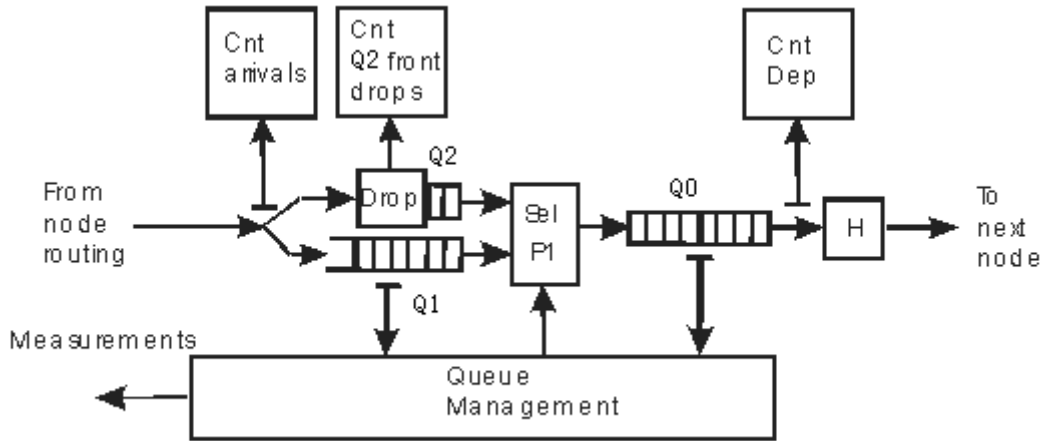 Cnt
arrivals
Cnt
Q2 front
drops
Cnt
Dep
Q2
From
node
routing
Drop
Sel
P1
Q0
H
To
next
node
Q1
Measurements
Queue
Management